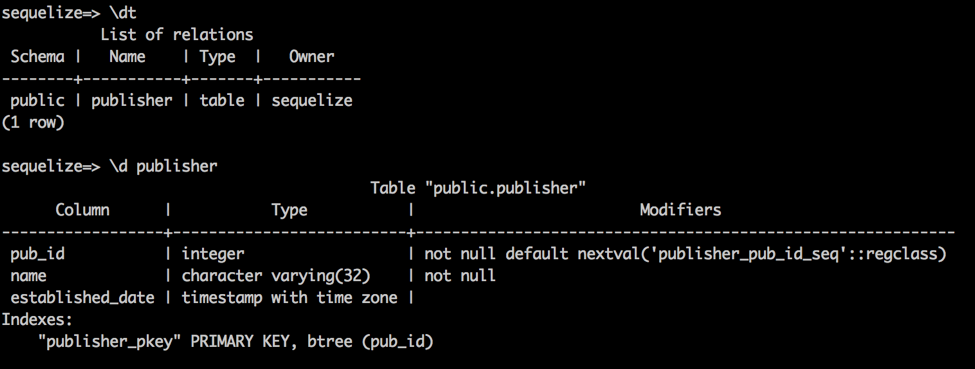 sequelize=> \dt
           List of relations
 Schema |   Name    | Type  |   Owner
--------+-----------+-------+-----------
 public | publisher | table | sequelize
(1 row)

sequelize=> \d publisher
                                         Table "public.publisher"
      Column      |           Type           |                         Modifiers
------------------+--------------------------+------------------------------------------------------------
 pub_id           | integer                  | not null default nextval('publisher_pub_id_seq'::regclass)
 name             | character varying(32)    | not null
 established_date | timestamp with time zone |
Indexes:
    "publisher_pkey" PRIMARY KEY, btree (pub_id)